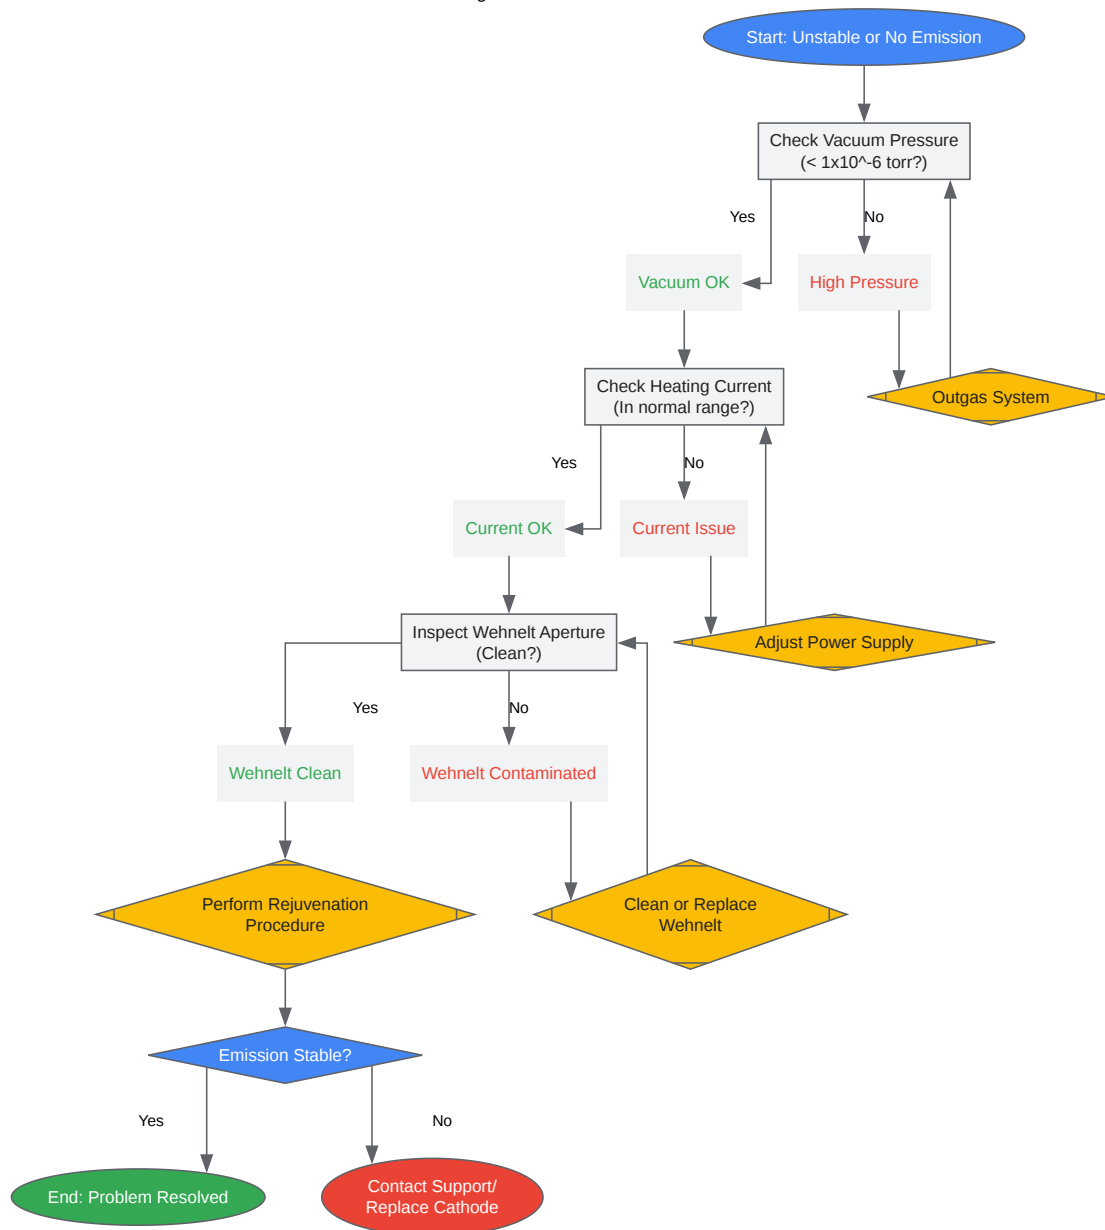 Start: Unstable or No Emission
Check Vacuum Pressure
(< 1x10^-6 torr?)
Yes
No
Vacuum OK
High Pressure
Check Heating Current
(In normal range?)
Outgas System
Yes
No
Current OK
Current Issue
Inspect Wehnelt Aperture
(Clean?)
Adjust Power Supply
Yes
No
Wehnelt Clean
Wehnelt Contaminated
Perform Rejuvenation
Procedure
Clean or Replace
Wehnelt
Emission Stable?
Yes
No
End: Problem Resolved
Contact Support/
Replace Cathode